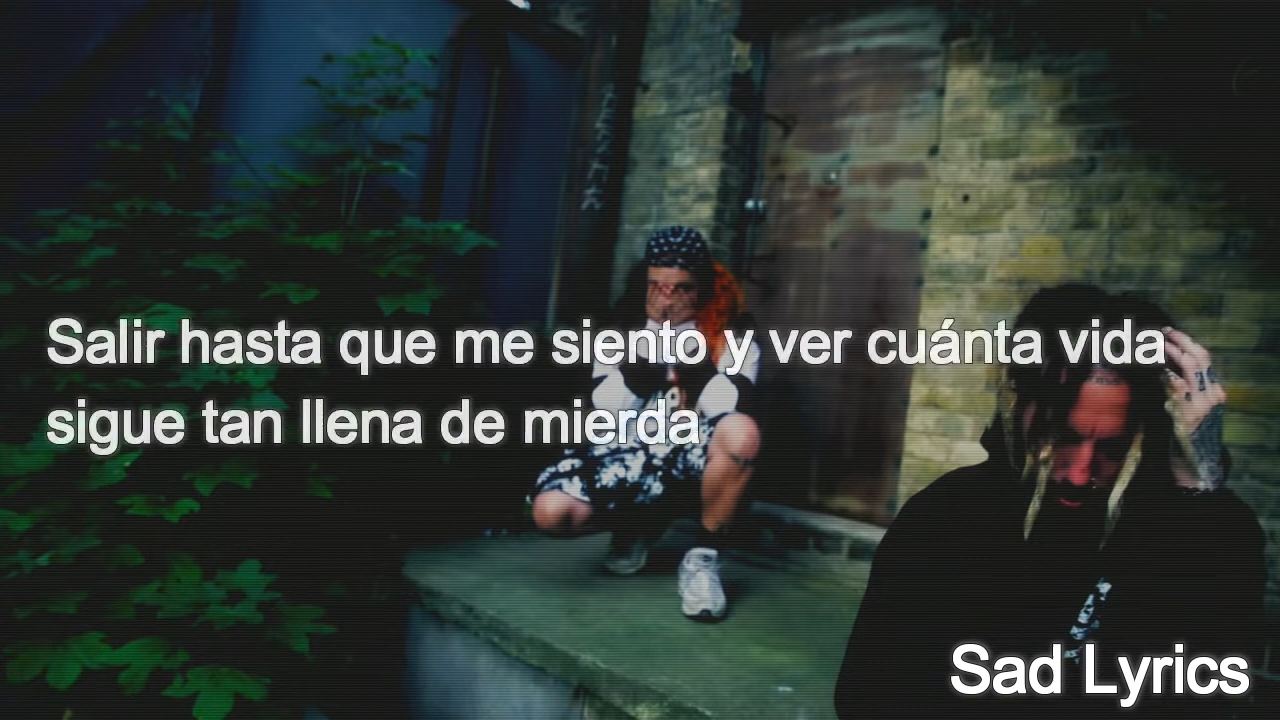 Salir hasta que me siento y ver cuánta vida
sigue tan llena de mierda
Sad Lyrics